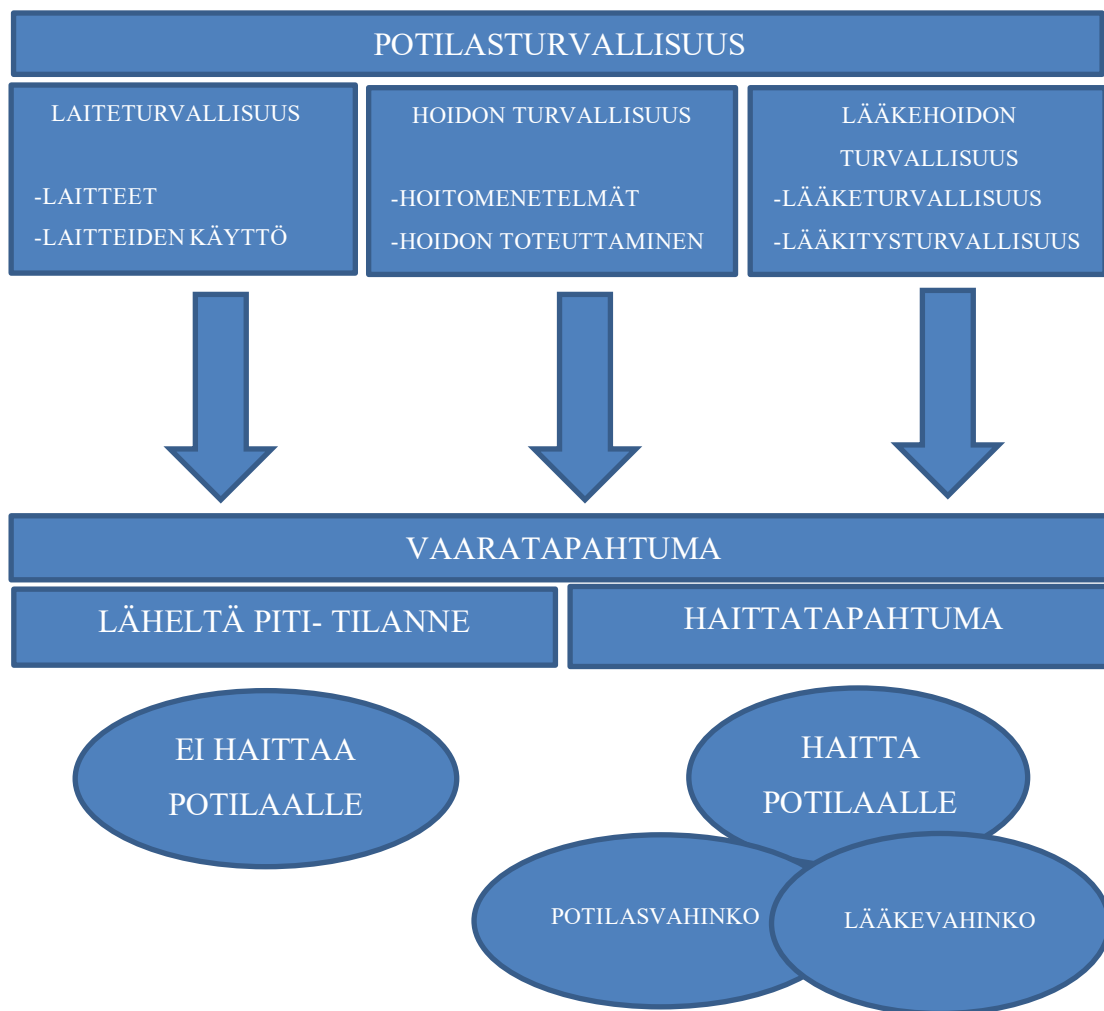 POTILASTURVALLISUUS
LAITETURVALLISUUS
-LAITTEET
-LAITTEIDEN KÄYTTÖ
HOIDON TURVALLISUUS
-HOITOMENETELMÄT
-HOIDON TOTEUTTAMINEN
LÄÄKEHOIDON
TURVALLISUUS
-LÄÄKETURVALLISUUS
-LÄÄKITYSTURVALLISUUS
VAARATAPAHTUMA
LÄHELTÄ PITI- TILANNE
HAITTATAPAHTUMA
EI HAITTAA
POTILAALLE
HAITTA
POTILAALLE
POTILASVAHINKO
LÄÄKEVAHINKO